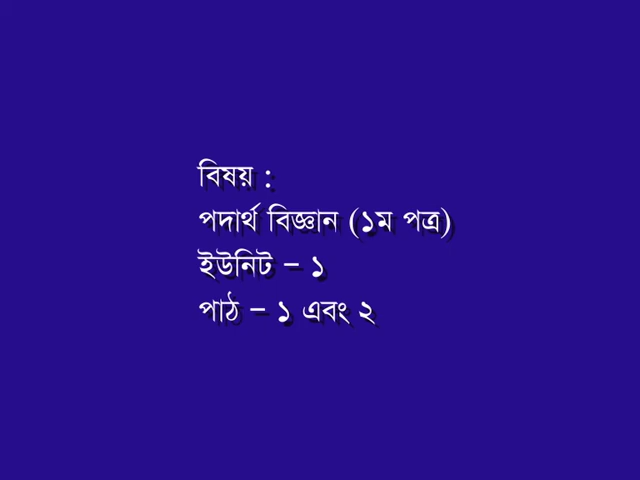 বিষয় :
পদার্থ বিজ্ঞান (১ম পত্র)
ইউনিট – ১
পাঠ – ১ এবং ২